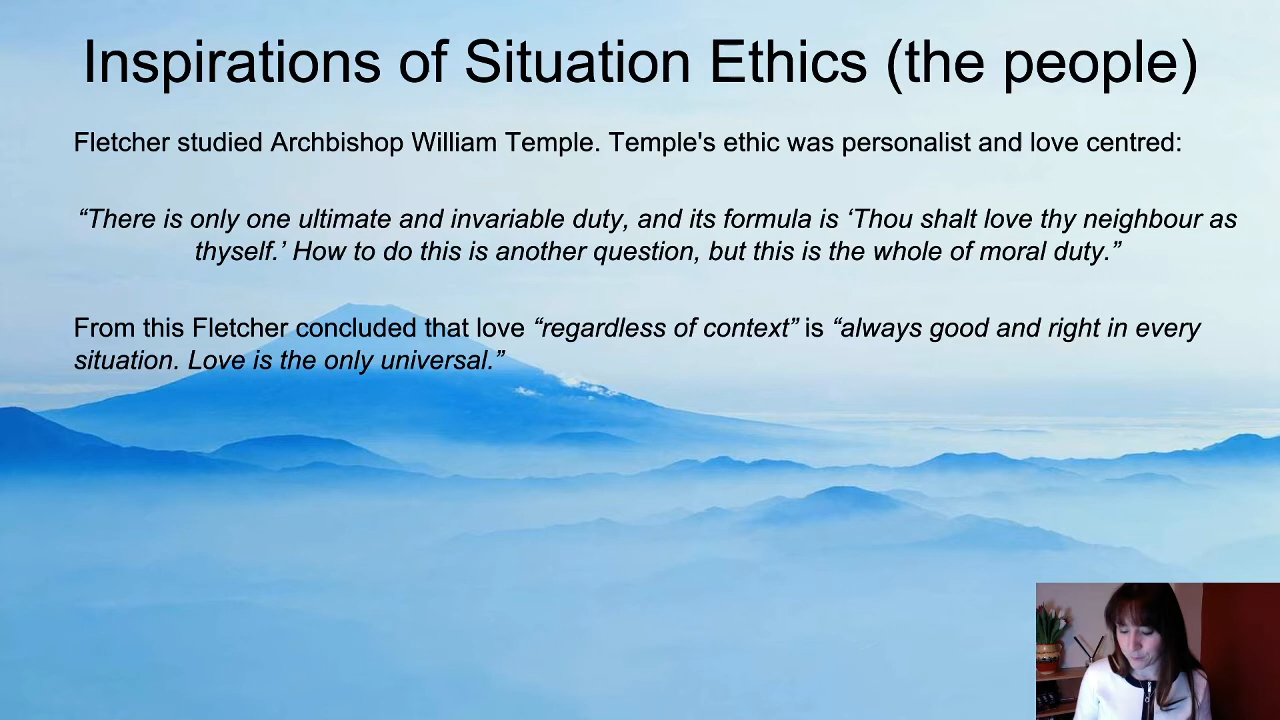 Inspirations of Situation Ethics (the people)
Fletcher studied Archbishop William Temple. Temple's ethic was personalist and love centred:
“There is only one ultimate and invariable duty, and its formula is ‘Thou shalt love thy neighbour as
thyself.’ How to do this is another question, but this is the whole of moral duty.”
From this Fletcher concluded that love “regardless of context” is “always good and right in every
situation. Love is the only universal.”